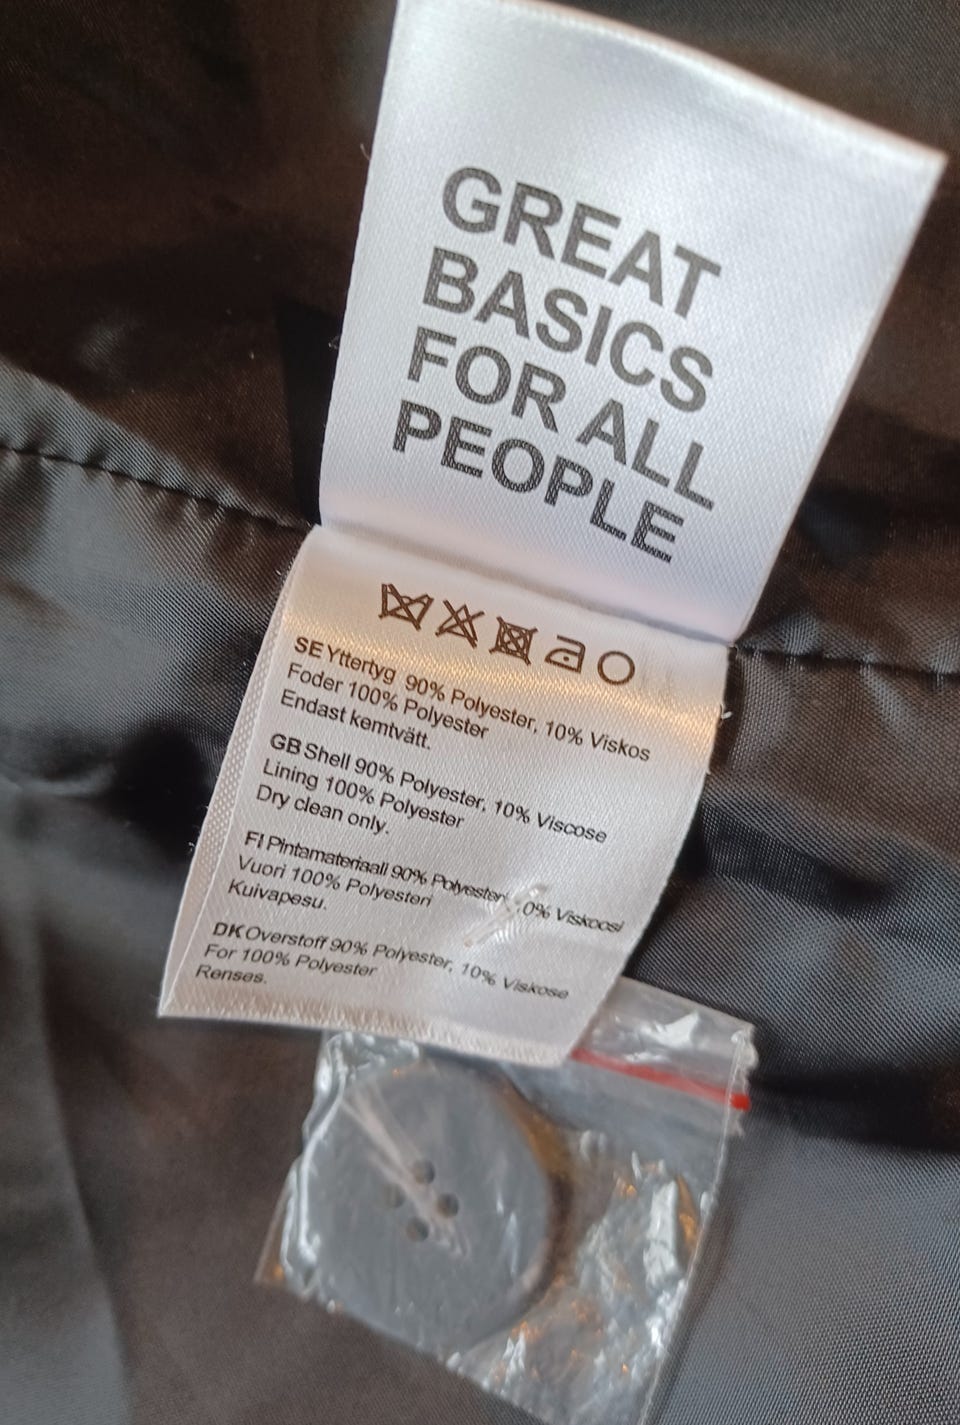 GREAT
BASICS
FOR ALL
PEOPLE
SE Yttertyg 90% Polyester, 10% Viskos
Foder 100% Polyester
Endast kemtvätt.
GB Shell 90% Polyester, 10% Viscose
Lining 100% Polyester
Dry clean only.
FI Pintamateriaali 90% Polyesteri, 0% Viskoosi
Vuori 100% Polyesteri
Kuivapesu.
DK Overstoff 90% Polyester, 10% Viskose
For 100% Polyester
Renses.